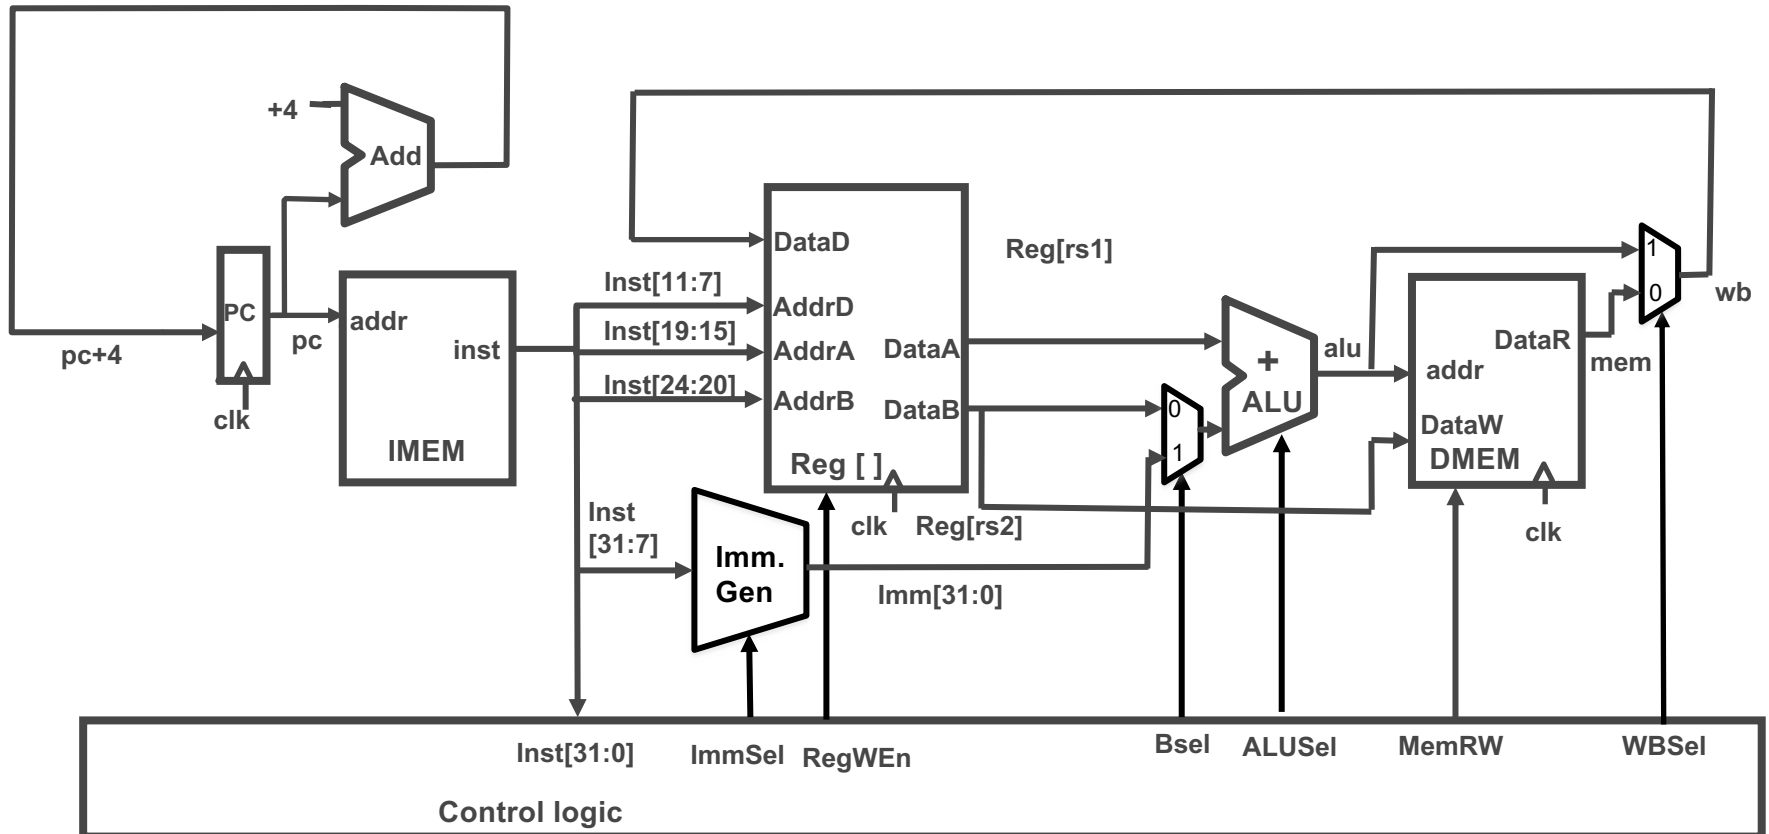 +4
Add
DataD
Reg[rs1]
1
Inst[11:7]
AddrD
0
wb
PC
addr
pc
inst
Inst[19:15]
AddrA
DataA
+
ALU
alu
addr
DataR
mem
pc+4
clk
IMEM
Inst[24:20]
AddrB
DataB
0
1
DataW
DMEM
Reg [ ]
clk
Reg[rs2]
clk
Inst
[31:7]
Imm.
Gen
Imm[31:0]
Inst[31:0]
ImmSel
RegWEn
Bsel
ALUSel
MemRW
WBSel
Control logic